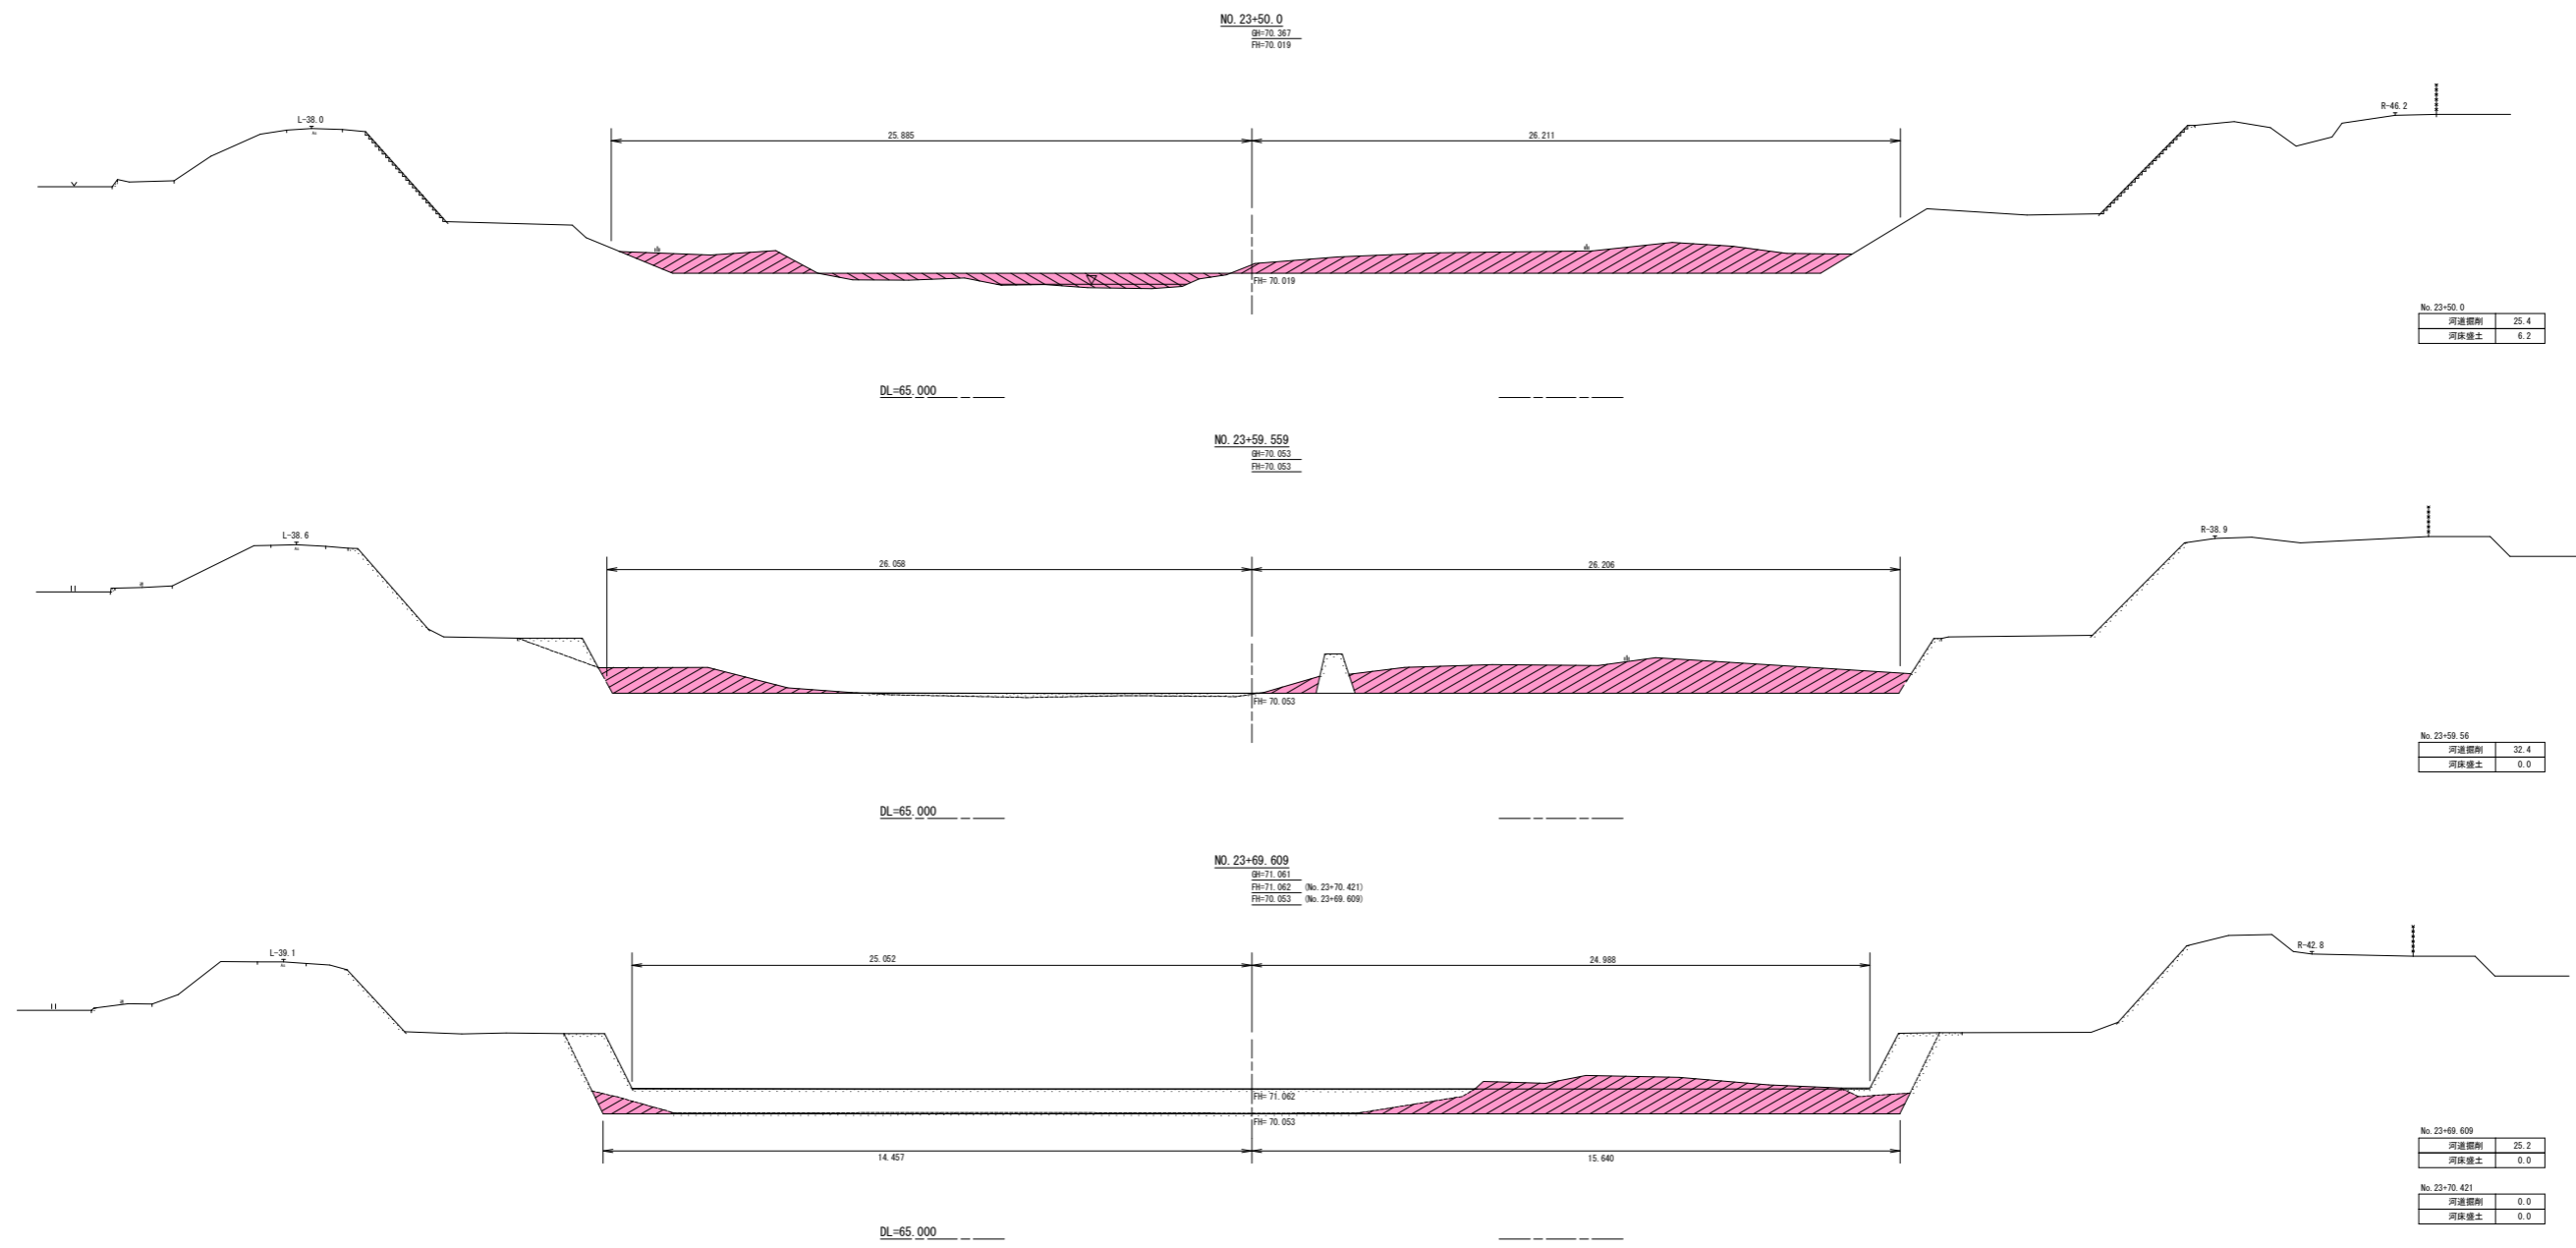 NO. 23+50.0
GH=70.367
FH=70.019
L-38.0
R-46.2
25.885
26.211
FH= 70.019
No.23+50.0
河道掘削 25.4
河床盛土 6.2
DL=65.000
NO. 23+59.559
GH=70.053
FH=70.053
L-38.6
R-38.9
26.058
26.206
FH= 70.053
No.23+59.56
河道掘削 32.4
河床盛土 0.0
DL=65.000
NO. 23+69.609
GH=71.061
FH=71.062 (No.23+70.421)
FH=70.053 (No.23+69.609)
L-39.1
R-42.8
25.052
24.988
FH= 71.062
FH= 70.053
14.457
15.640
No.23+69.609
河道掘削 25.2
河床盛土 0.0
No.23+70.421
河道掘削 0.0
河床盛土 0.0
DL=65.000